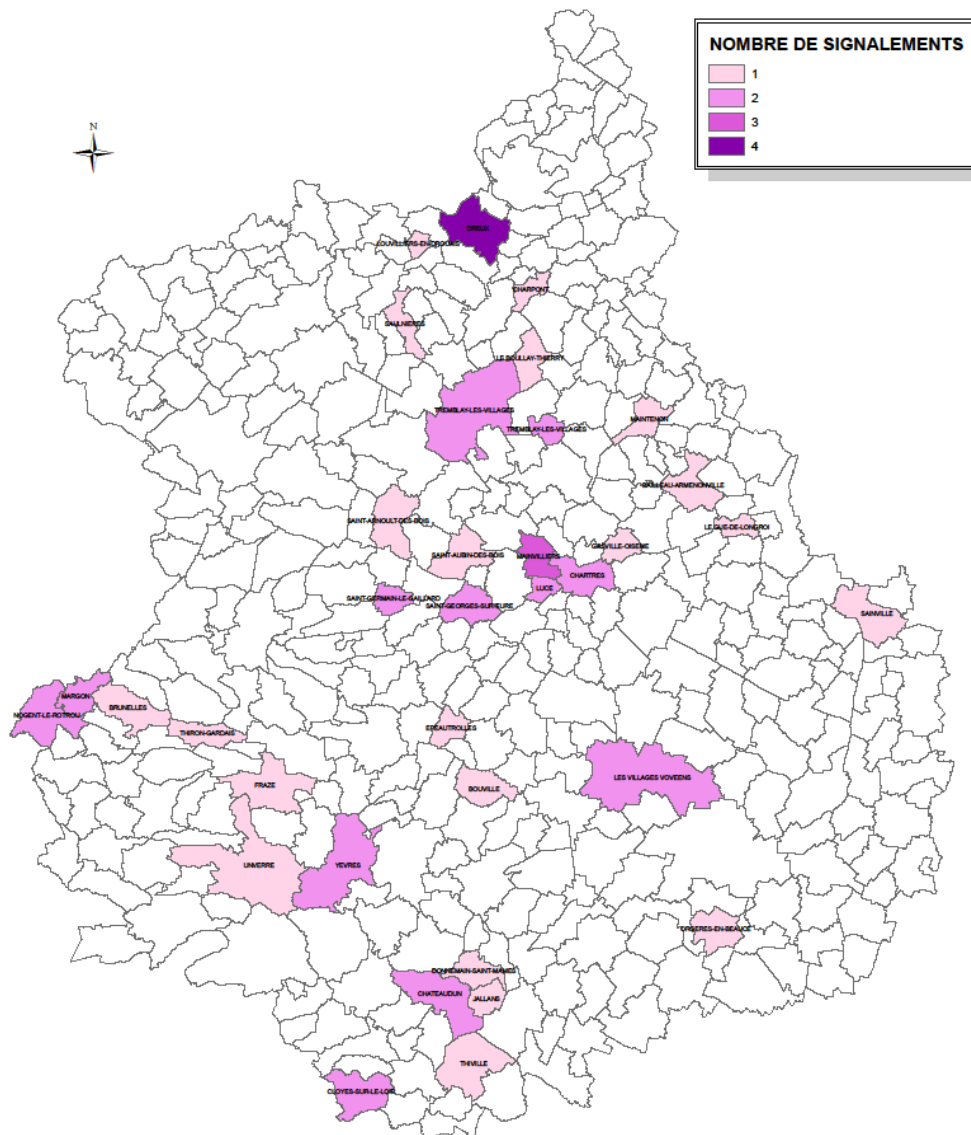 NOMBRE DE SIGNALEMENTS
1
2
3
4
N
DREUX
LOUVILLIERS-EN-DROUAIS
CHARPONT
SAULNIERES
LE BOULLAY-THIERRY
TREMBLAY-LES-VILLAGES
TREMBLAY-LES-VILLAGES
MAINTENON
BAILLEAU-ARMENONVILLE
SAINT-ARNOULT-DES-BOIS
LE GUE-DE-LONGROI
GASVILLE-OISEME
SAINT-AUBIN-DES-BOIS
MAINVILLIERS
CHARTRES
LUCE
SAINT-GERMAIN-LE-GAILLARD
SAINT-GEORGES-SUR-EURE
SAINVILLE
MARGON
BRUNELLES
NOGENT-LE-ROTROU
THIRON-GARDAIS
ERMEAUTROLLES
LES VILLAGES VOVEENS
FRAZE
BOUVILLE
UNVERRE
YEVRES
ORGERES-EN-BEAUCE
DONNEMAIN-SAINT-MAMES
CHATEAUDUN
JALLANS
THIVILLE
CLOYES-SUR-LE-LOIR